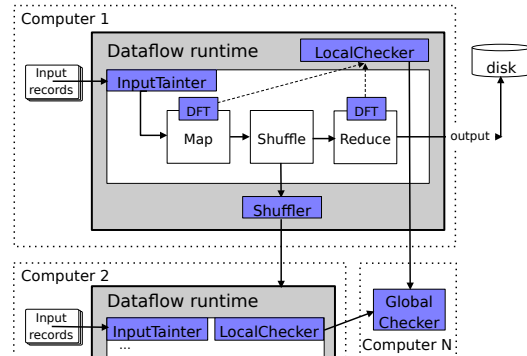 Computer 1
Dataflow runtime
LocalChecker
Input
records
InputTainter
disk
DFT
DFT
Map
Shuffle
Reduce
output
Shuffler
Computer 2
Dataflow runtime
Input
records
InputTainter
LocalChecker
...
Global
Checker
Computer N